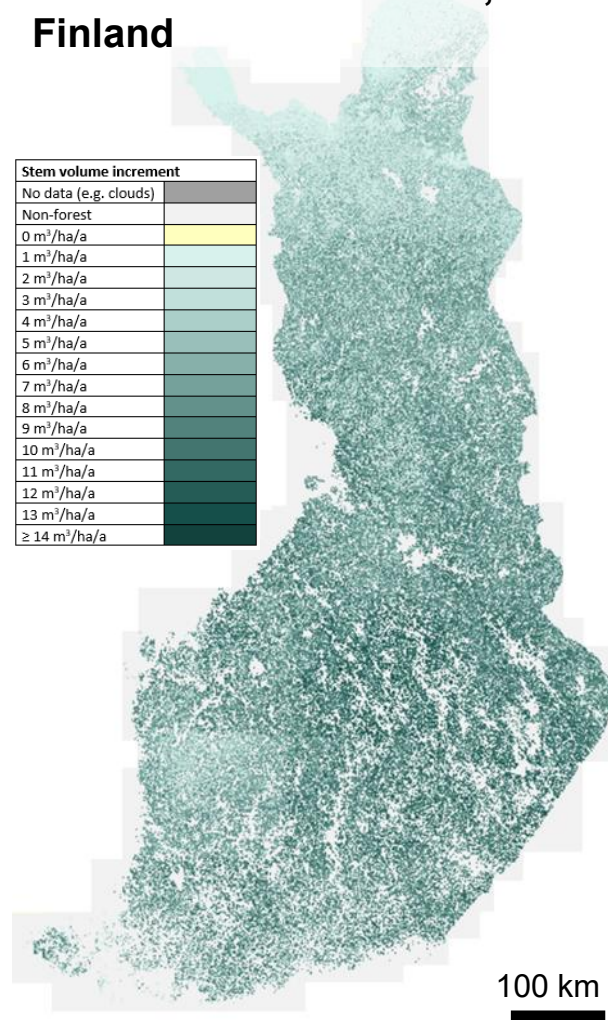 Finland
Stem volume increment
No data (e.g. clouds)
Non-forest
0 m³/ha/a
1 m³/ha/a
2 m³/ha/a
3 m³/ha/a
4 m³/ha/a
5 m³/ha/a
6 m³/ha/a
7 m³/ha/a
8 m³/ha/a
9 m³/ha/a
10 m³/ha/a
11 m³/ha/a
12 m³/ha/a
13 m³/ha/a
≥ 14 m³/ha/a
100 km